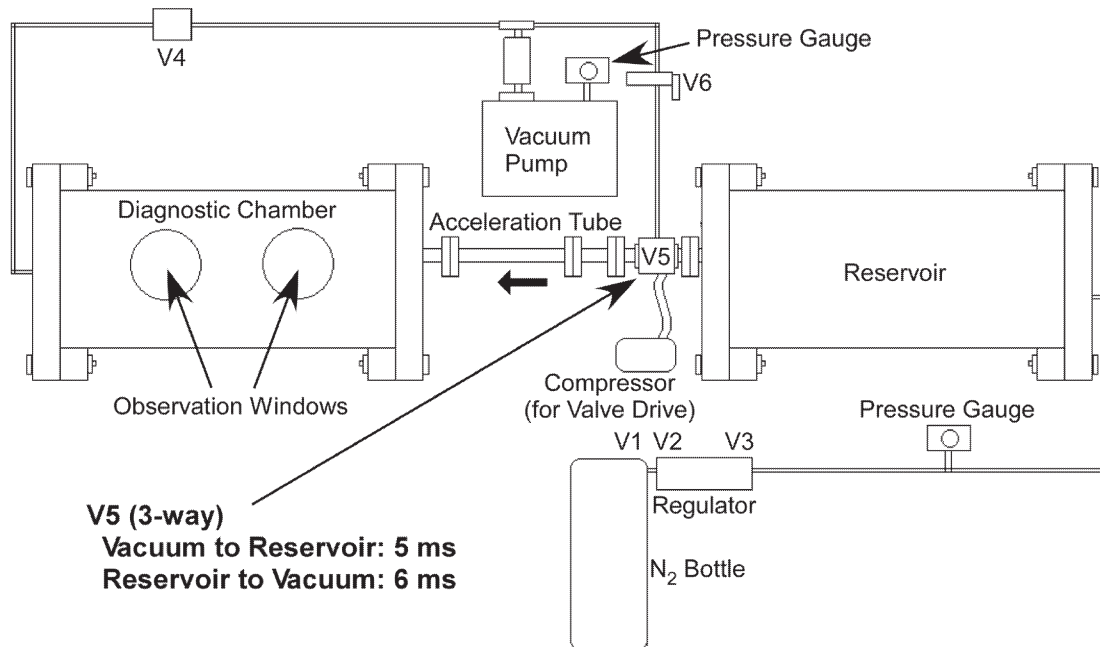 Pressure Gauge
V4
V6
Vacuum
Pump
Diagnostic Chamber
Acceleration Tube
V5
Reservoir
Observation Windows
Compressor
(for Valve Drive)
Pressure Gauge
V1 V2 V3
Regulator
V5 (3-way)
Vacuum to Reservoir: 5 ms
Reservoir to Vacuum: 6 ms
N₂ Bottle